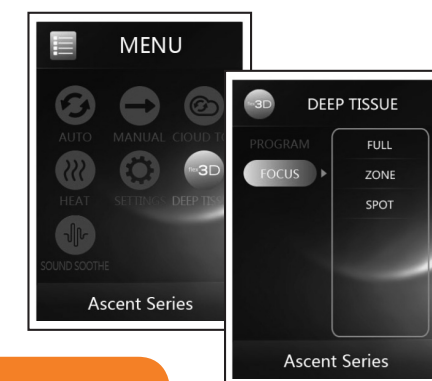 MENU
AUTO
MANUAL
CLOUD TO
HEAT
SETTINGS
DEEP TISS
SOUND SOOTHE
Ascent Series
3D
DEEP TISSUE
PROGRAM
FOCUS
FULL
ZONE
SPOT
Ascent Series